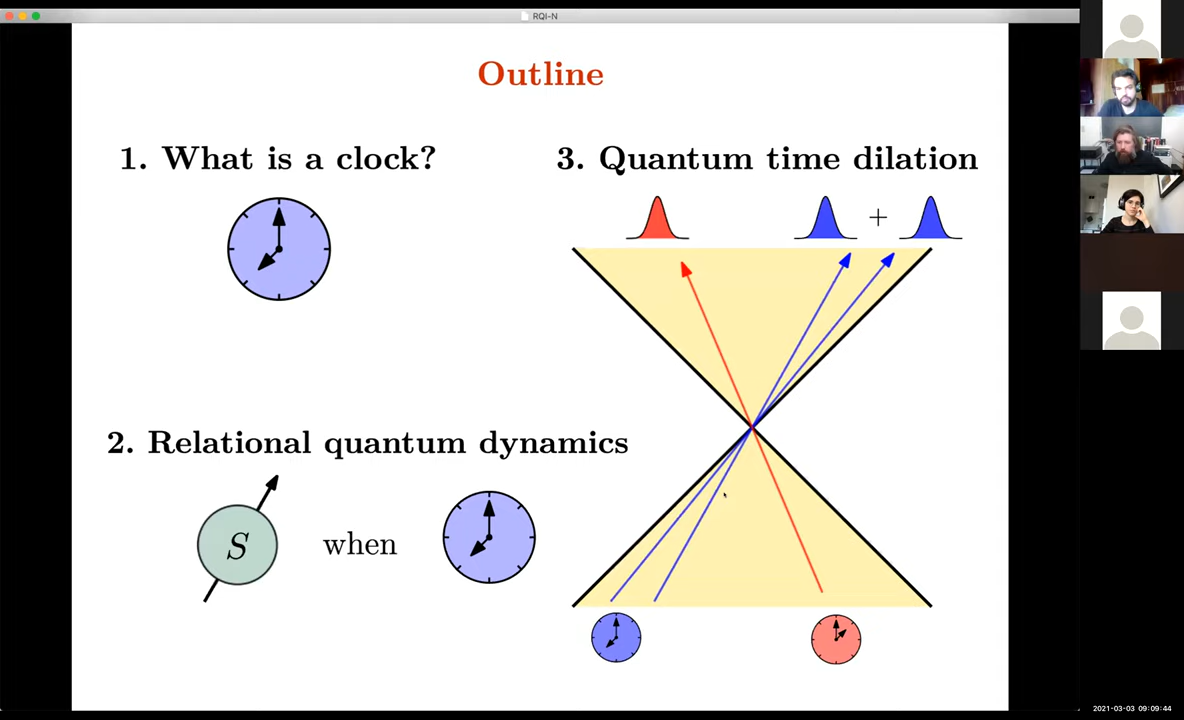 RQI-N
Outline
1. What is a clock?
3. Quantum time dilation
+
2. Relational quantum dynamics
S
when
2021-03-03 09:09:44